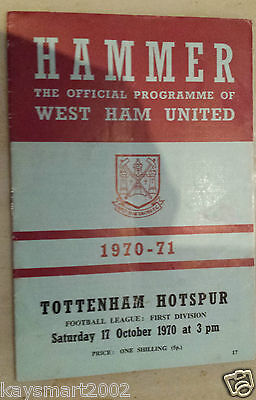 HAMMER
THE OFFICIAL PROGRAMME OF
WEST HAM UNITED
1970-71
TOTTENHAM HOTSPUR
FOOTBALL LEAGUE: FIRST DIVISION
Saturday 17 October 1970 at 3 pm
PRICE: ONE SHILLING (5p.)
17
kaysmart2002